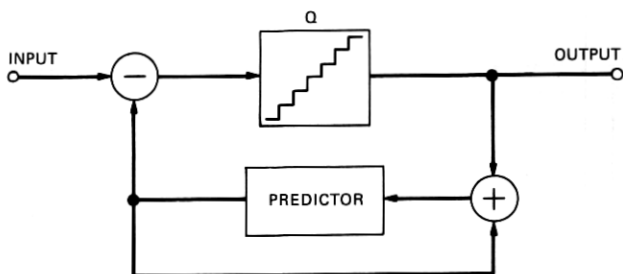 Q
INPUT
OUTPUT
−
PREDICTOR
+